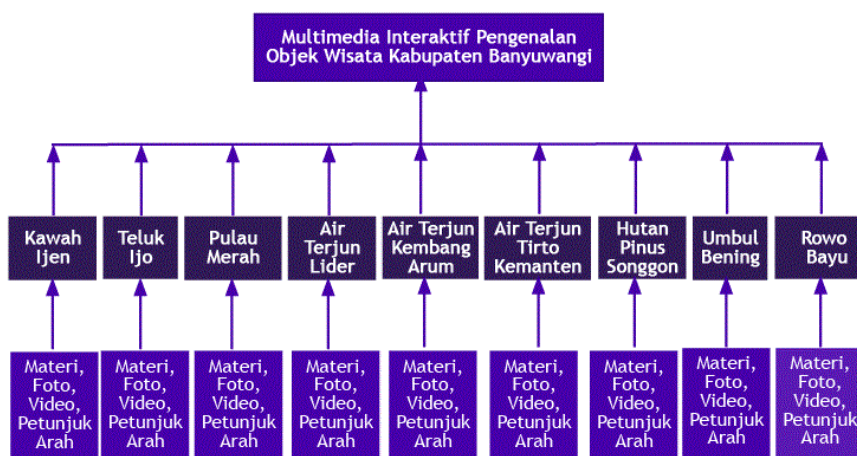 Multimedia Interaktif Pengenalan
Objek Wisata Kabupaten Banyuwangi
Kawah
Ijen
Teluk
Ijo
Pulau
Merah
Air
Terjun
Lider
Air Terjun
Kembang
Arum
Air Terjun
Tirto
Kemanten
Hutan
Pinus
Songgon
Umbul
Bening
Rowo
Bayu
Materi,
Foto,
Video,
Petunjuk
Arah
Materi,
Foto,
Video,
Petunjuk
Arah
Materi,
Foto,
Video,
Petunjuk
Arah
Materi,
Foto,
Video,
Petunjuk
Arah
Materi,
Foto,
Video,
Petunjuk
Arah
Materi,
Foto,
Video,
Petunjuk
Arah
Materi,
Foto,
Video,
Petunjuk
Arah
Materi,
Foto,
Video,
Petunjuk
Arah
Materi,
Foto,
Video,
Petunjuk
Arah